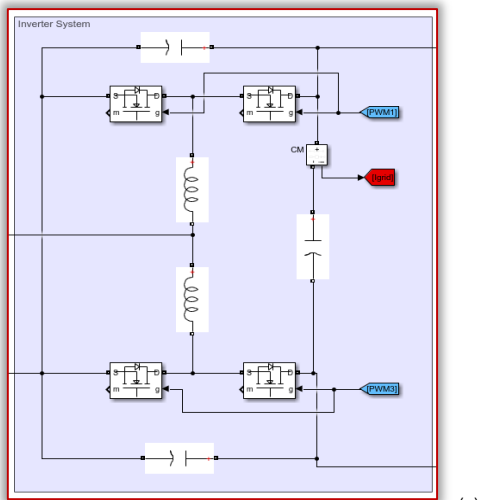 Inverter System
S D
m g
S D
m g
[PWM1]
CM
+
[Igrid]
S D
m g
S D
m g
[PWM3]